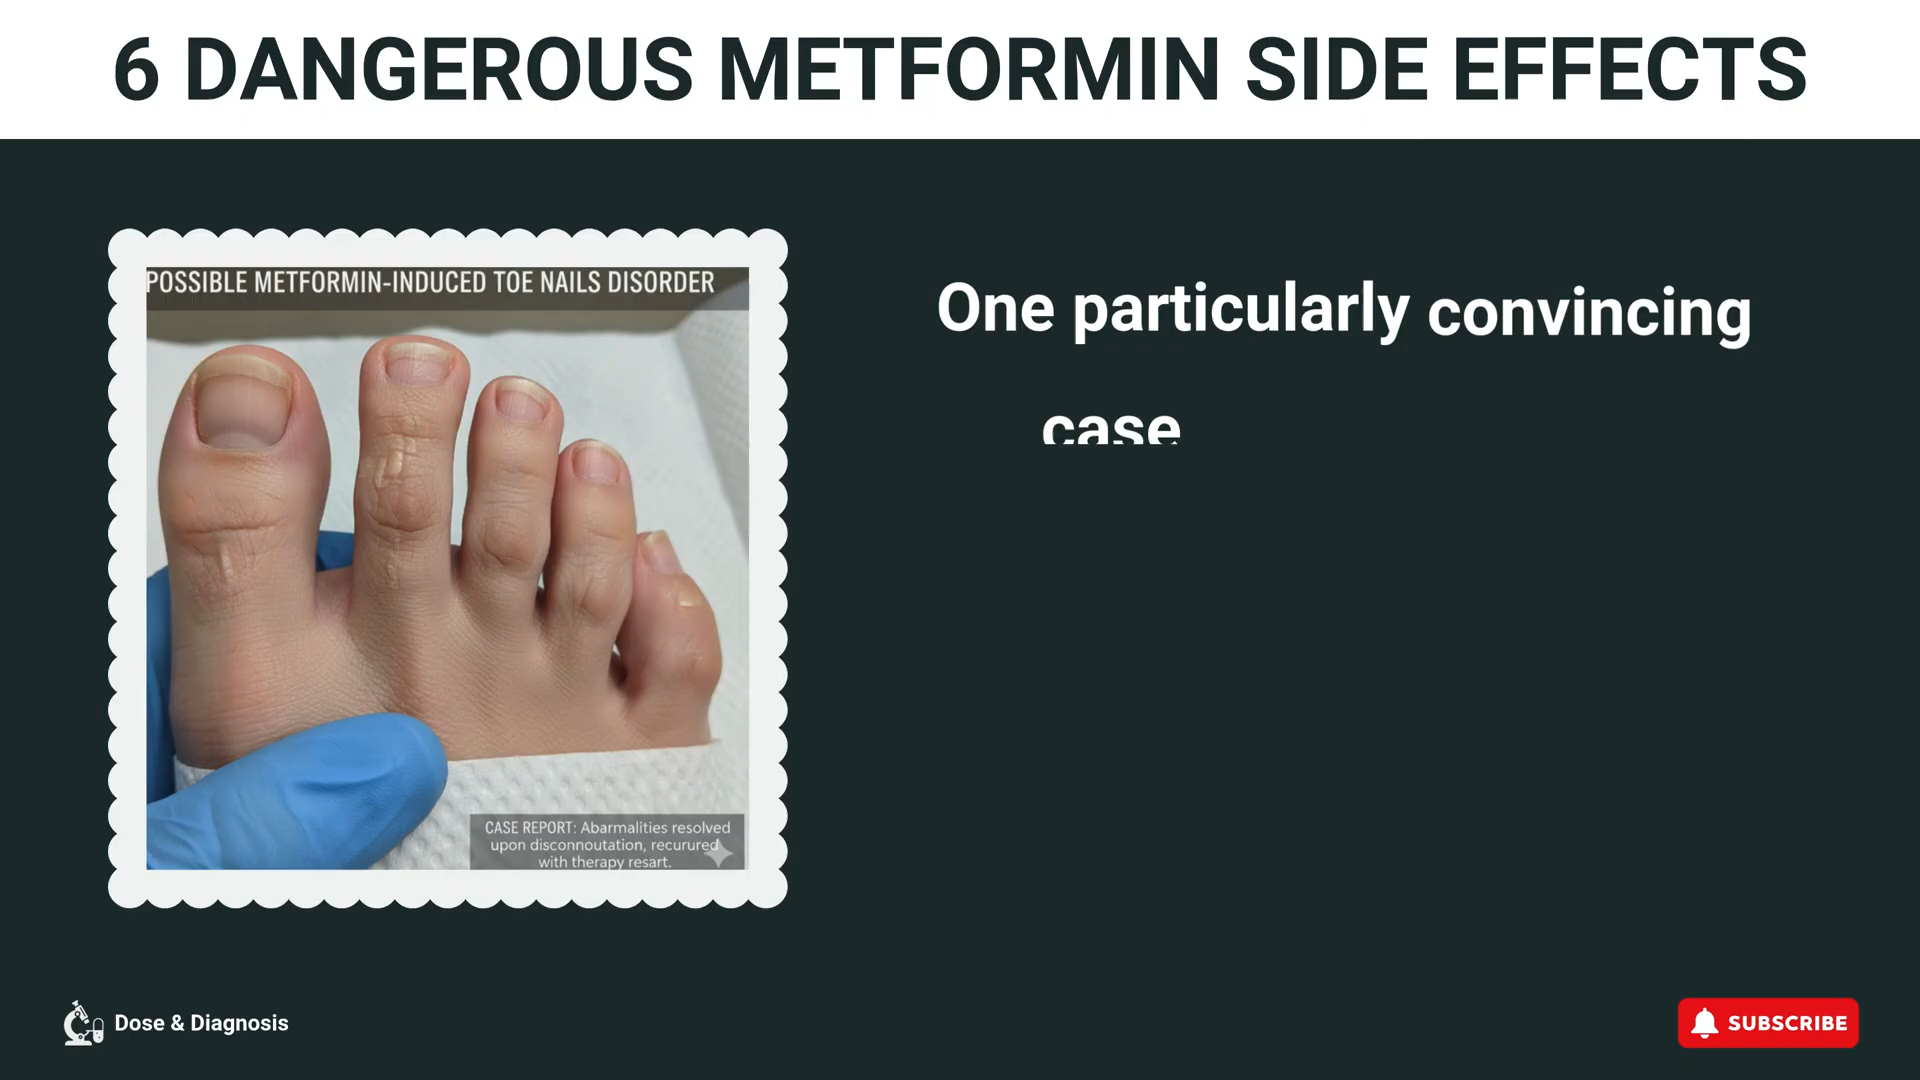 6 DANGEROUS METFORMIN SIDE EFFECTS
POSSIBLE METFORMIN-INDUCED TOE NAILS DISORDER
CASE REPORT: Abarmalities resolved
upon disconnoutation, recurured
with therapy resart.
One particularly convincing
case
Dose & Diagnosis
SUBSCRIBE